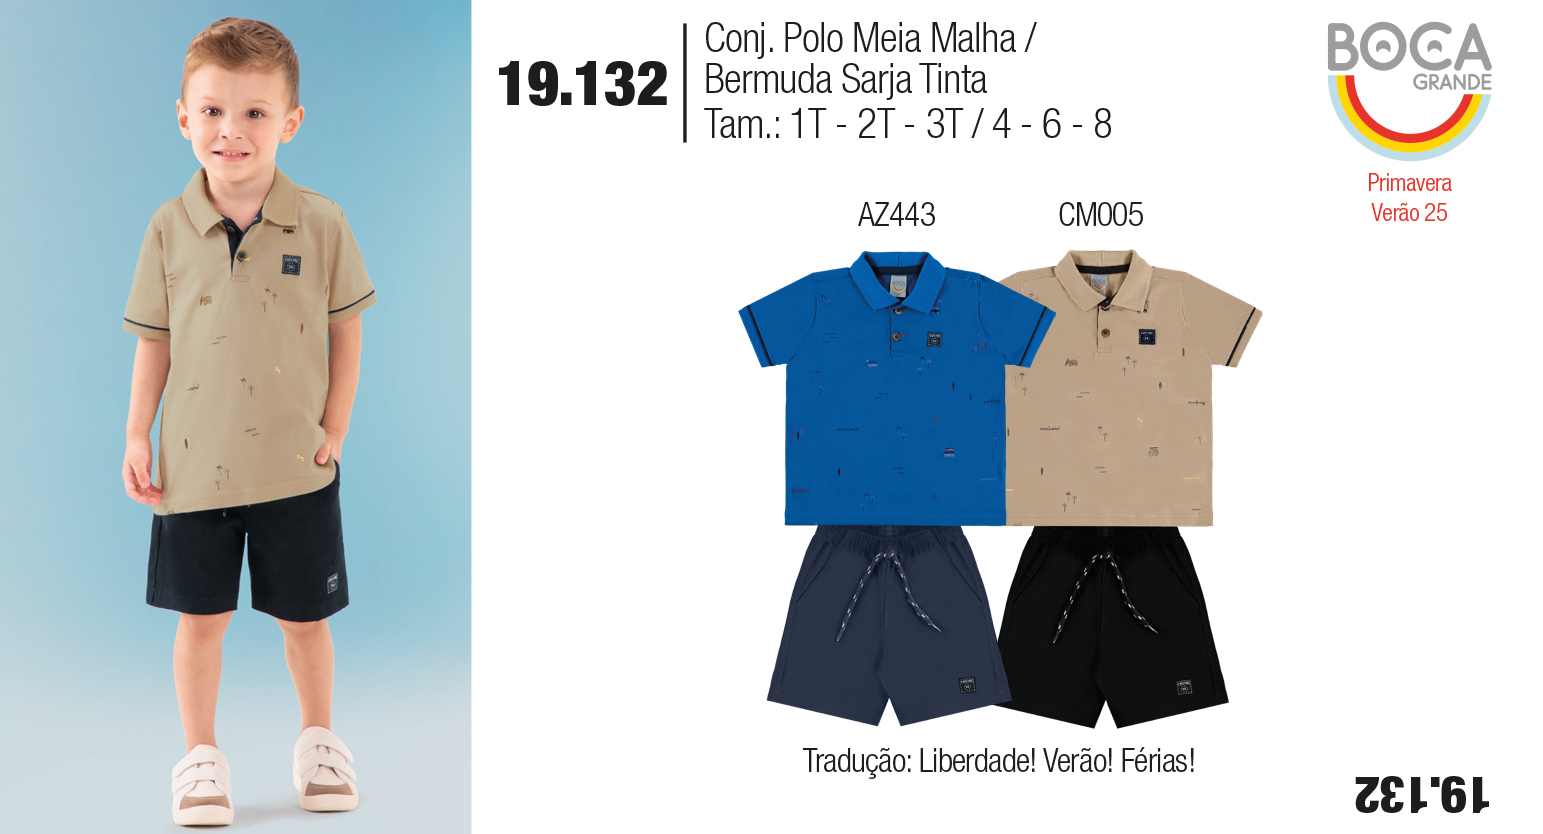 19.132
Conj. Polo Meia Malha /
Bermuda Sarja Tinta
Tam.: 1T - 2T - 3T / 4 - 6 - 8
BOCA
GRANDE
Primavera
Verão 25
AZ443
CM005
Tradução: Liberdade! Verão! Férias!
19.132